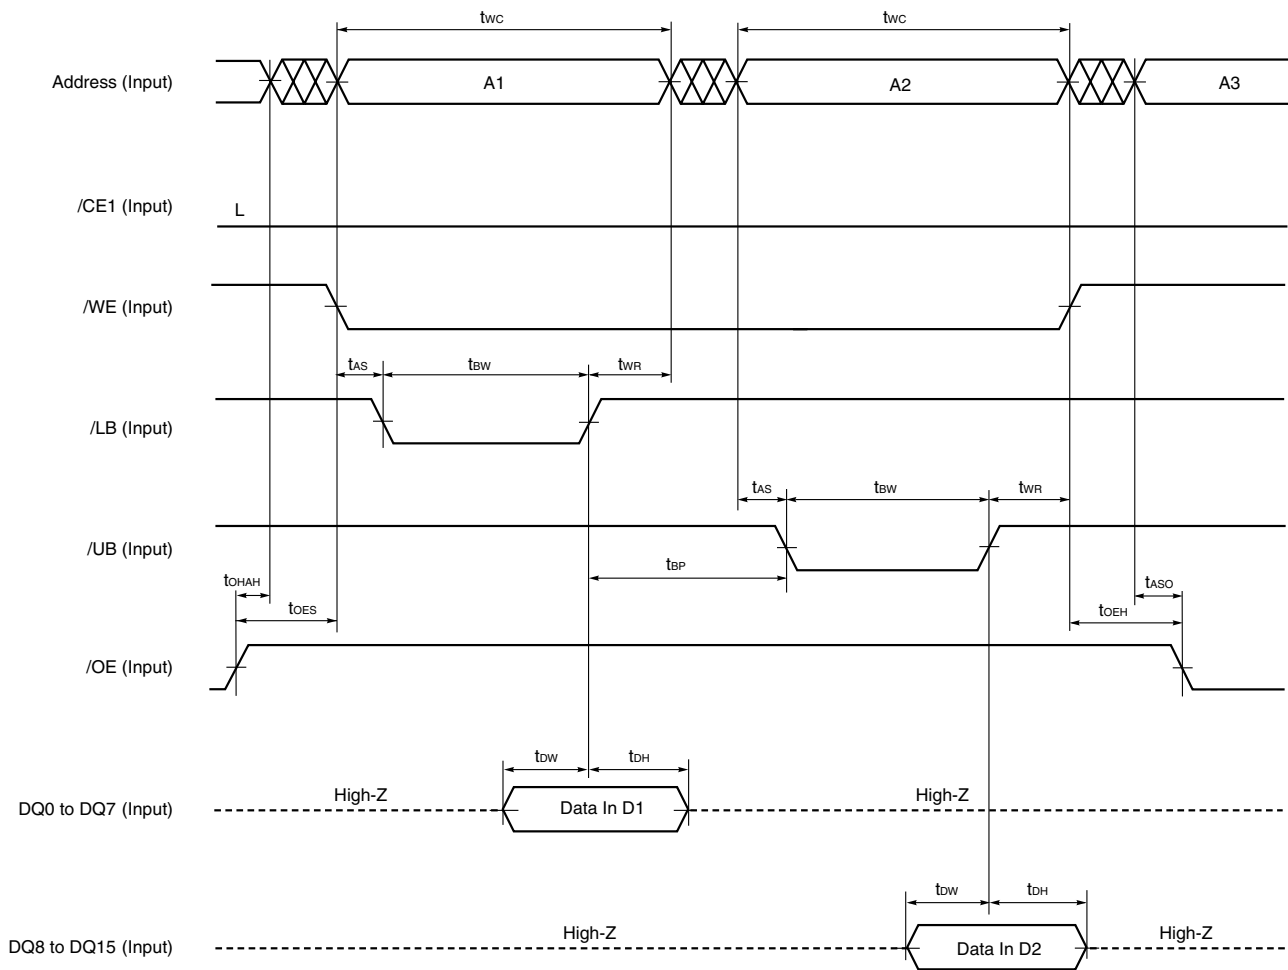 tWC tWC
Address (Input) A1 A2 A3
/CE1 (Input) L
/WE (Input)
tAS tBW tWR
/LB (Input)
tAS tBW tWR
/UB (Input)
tBP
tOHAH tASO
tOES tOEH
/OE (Input)
tDW tDH
High-Z High-Z
DQ0 to DQ7 (Input) Data In D1
tDW tDH
High-Z High-Z
DQ8 to DQ15 (Input) Data In D2